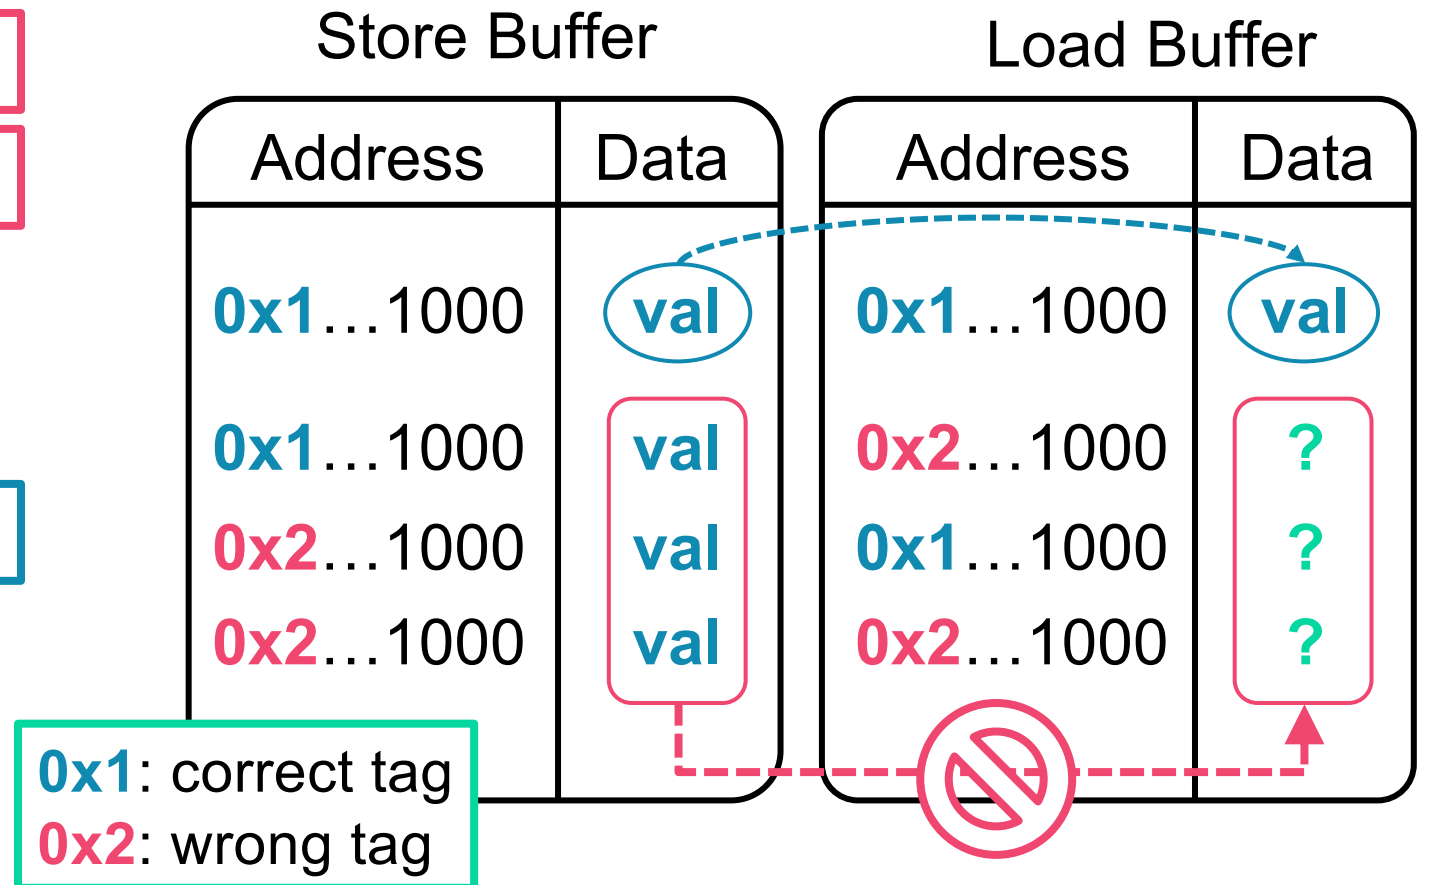 Store Buffer Load Buffer
Address Data Address Data
0x1…1000 val 0x1…1000 val
0x1…1000 val 0x2…1000 ?
0x2…1000 val 0x1…1000 ?
0x2…1000 val 0x2…1000 ?
0x1: correct tag
0x2: wrong tag